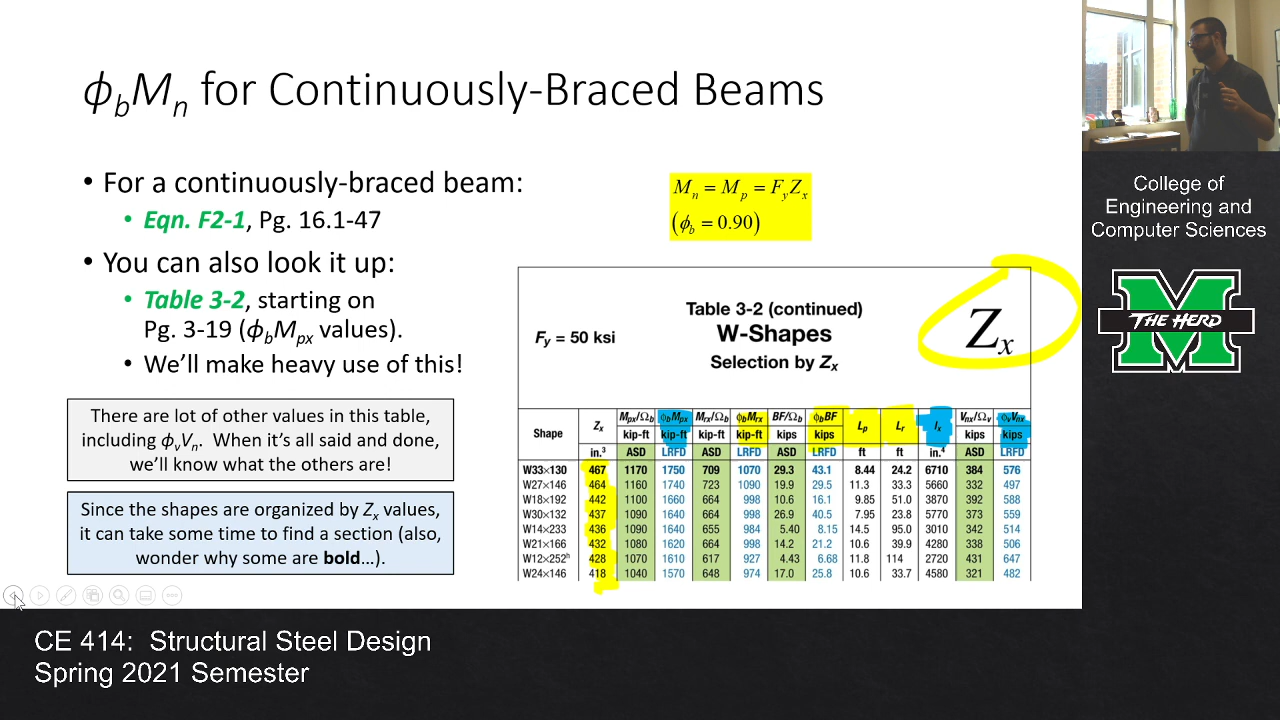 ϕbMn for Continuously-Braced Beams
• For a continuously-braced beam:
• Eqn. F2-1, Pg. 16.1-47
• You can also look it up:
• Table 3-2, starting on
Pg. 3-19 (ϕbMpx values).
• We'll make heavy use of this!
There are lot of other values in this table,
including ϕvVn. When it's all said and done,
we'll know what the others are!
Since the shapes are organized by Zx values,
it can take some time to find a section (also,
wonder why some are bold…).
Mn = Mp = FyZx
(ϕb = 0.90)
Table 3-2 (continued)
Fy = 50 ksi W-Shapes Zx
Selection by Zx
Shape Zx Mpx/Ωb ϕbMpx Mrx/Ωb ϕbMrx BF/Ωb ϕbBF Lp Lr Ix Vnx/Ωv ϕvVnx
kip-ft kip-ft kip-ft kip-ft kips kips kips kips
in.³ ASD LRFD ASD LRFD ASD LRFD ft ft in.⁴ ASD LRFD
W33×130 467 1170 1750 709 1070 29.3 43.1 8.44 24.2 6710 384 576
W27×146 464 1160 1740 723 1090 19.9 29.5 11.3 33.3 5660 332 497
W18×192 442 1100 1660 664 998 10.6 16.1 9.85 51.0 3870 392 588
W30×132 437 1090 1640 664 998 26.9 40.5 7.95 23.8 5770 373 559
W14×233 436 1090 1640 655 984 5.40 8.15 14.5 95.0 3010 342 514
W21×166 432 1080 1620 664 998 14.2 21.2 10.6 39.9 4280 338 506
W12×252h 428 1070 1610 617 927 4.43 6.68 11.8 114 2720 431 647
W24×146 418 1040 1570 648 974 17.0 25.8 10.6 33.7 4580 321 482
College of
Engineering and
Computer Sciences
THE HERD
CE 414: Structural Steel Design
Spring 2021 Semester